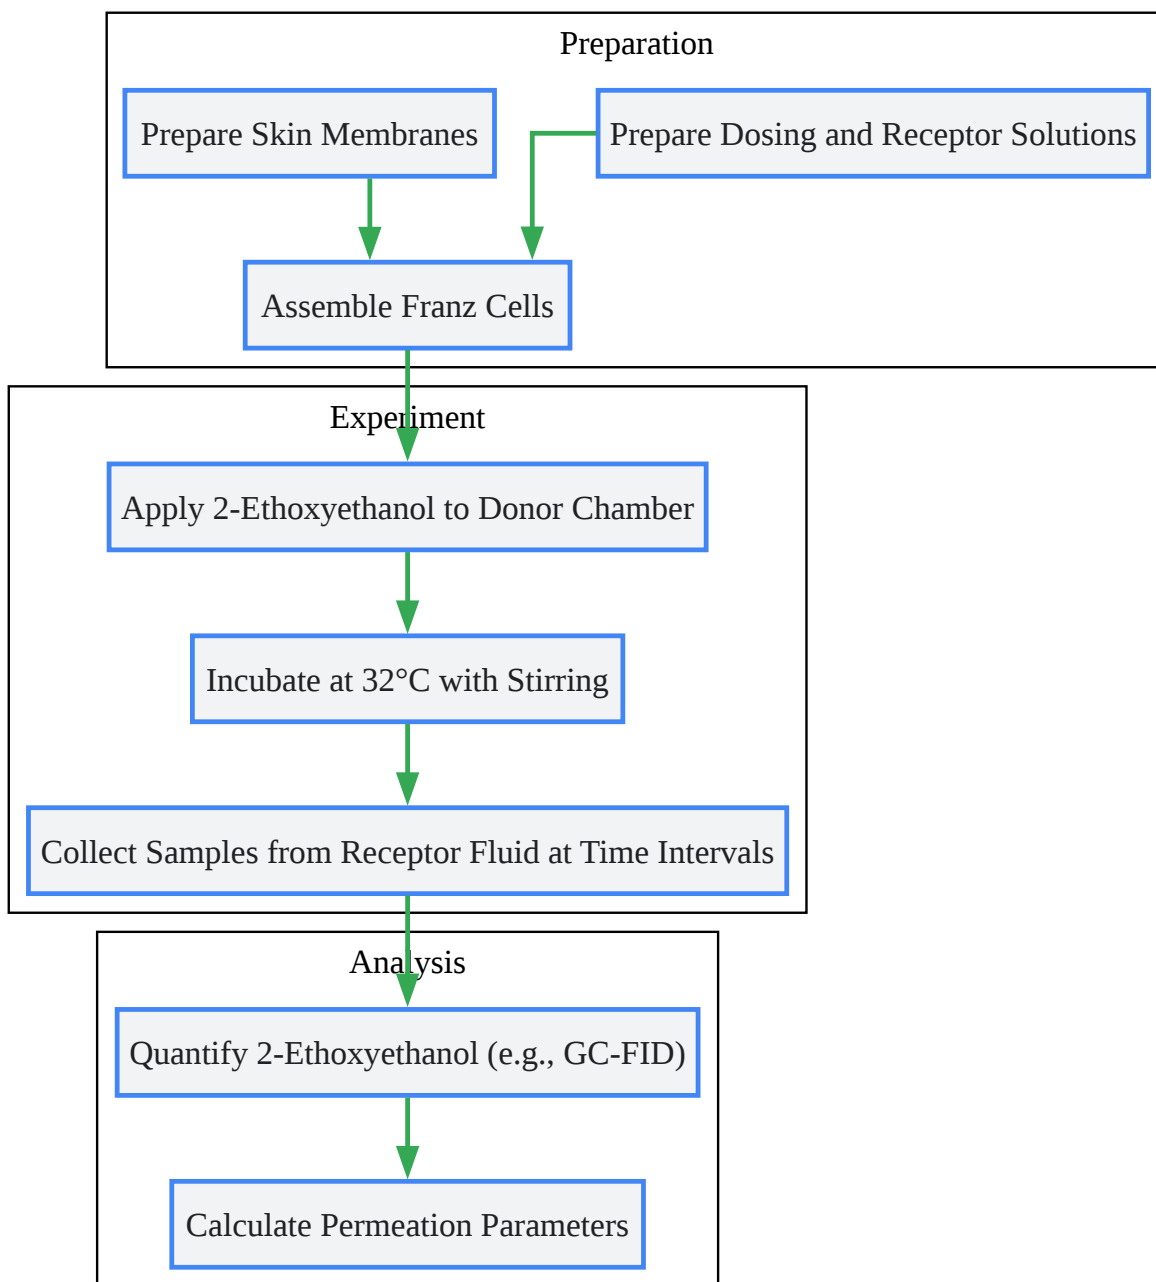 Preparation
Prepare Skin Membranes
Prepare Dosing and Receptor Solutions
Assemble Franz Cells
Experiment
Apply 2-Ethoxyethanol to Donor Chamber
Incubate at 32°C with Stirring
Collect Samples from Receptor Fluid at Time Intervals
Analysis
Quantify 2-Ethoxyethanol (e.g., GC-FID)
Calculate Permeation Parameters